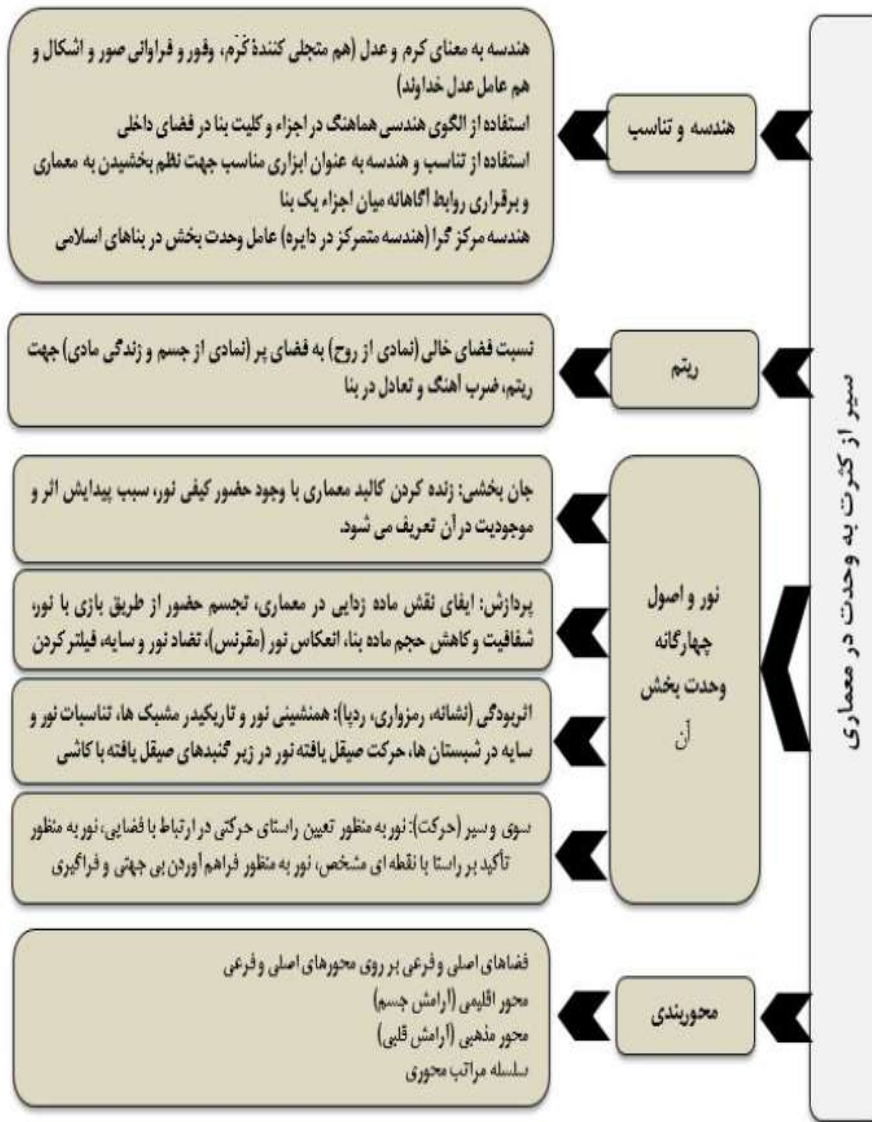 سیر از کثرت به وحدت در معماری
هندسه و تناسب
هندسه به معنای کرم و عدل (هم متجلی کنندۀ کَرَم، وفور و فراوانی صور و اشکال و
هم عامل عدل خداوند)
استفاده از الگوی هندسی هماهنگ در اجزاء و کلیت بنا در فضای داخلی
استفاده از تناسب و هندسه به عنوان ابزاری مناسب جهت نظم بخشیدن به معماری
و برقراری روابط آگاهانه میان اجزاء یک بنا
هندسه مرکز گرا (هندسه متمرکز در دایره) عامل وحدت بخش در بناهای اسلامی
ریتم
نسبت فضای خالی (نمادی از روح) به فضای پر (نمادی از جسم و زندگی مادی) جهت
ریتم، ضرب آهنگ و تعادل در بنا
نور و اصول
چهارگانه
وحدت بخش
آن
جان بخشی: زنده کردن کالبد معماری با وجود حضور کیفی نور، سبب پیدایش اثر و
موجودیت در آن تعریف می شود.
پردازش: ایفای نقش ماده زدایی در معماری، تجسم حضور از طریق بازی با نور،
شفافیت و کاهش حجم ماده بنا، انعکاس نور (مقرنس)، تضاد نور و سایه، فیلتر کردن
اثربودگی (نشانه، رمزواری، ردپا): همنشینی نور و تاریکیدر مشبک ها، تناسبات نور و
سایه در شبستان ها، حرکت صیقل یافته نور در زیر گنبدهای صیقل یافته با کاشی
سوی و سیر (حرکت): نور به منظور تعیین راستای حرکتی در ارتباط با فضایی، نور به منظور
تأکید بر راستا یا نقطه ای مشخص، نور به منظور فراهم آوردن بی جهتی و فراگیری
محوربندی
فضاهای اصلی و فرعی بر روی محورهای اصلی و فرعی
محور اقلیمی (آرامش جسم)
محور مذهبی (آرامش قلبی)
سلسله مراتب محوری